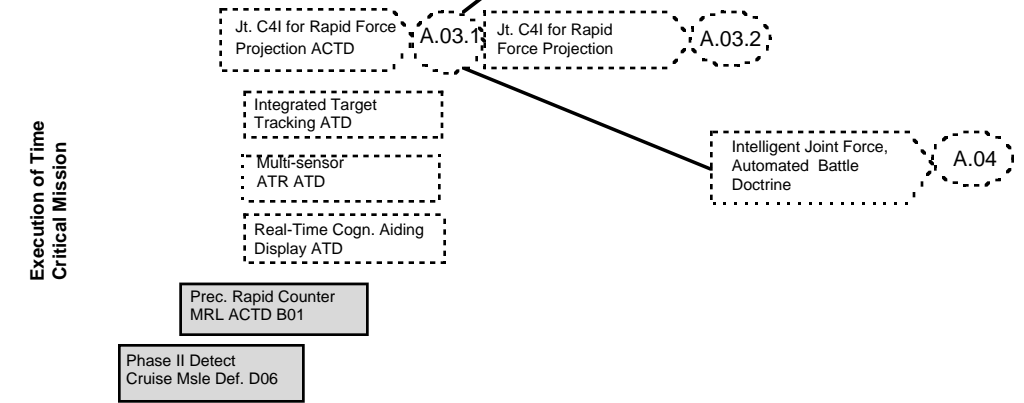 Jt. C4I for Rapid Force
Projection ACTD
A.03.1
Jt. C4I for Rapid
Force Projection
A.03.2
Integrated Target
Tracking ATD
Multi-sensor
ATR ATD
Intelligent Joint Force,
Automated Battle
Doctrine
A.04
Real-Time Cogn. Aiding
Display ATD
Execution of Time
Critical Mission
Prec. Rapid Counter
MRL ACTD B01
Phase II Detect
Cruise Msle Def. D06